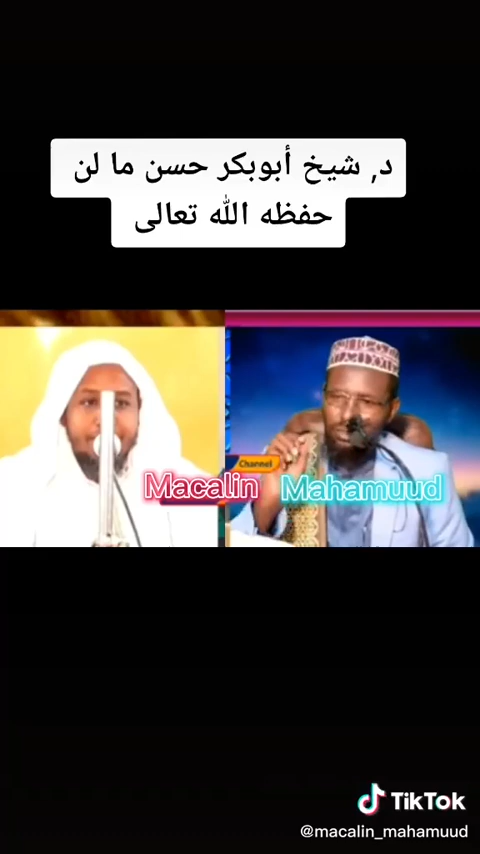 د, شيخ أبوبكر حسن ما لن
حفظه الله تعالى
Channel
Macalin Mahamuud
TikTok
@macalin_mahamuud